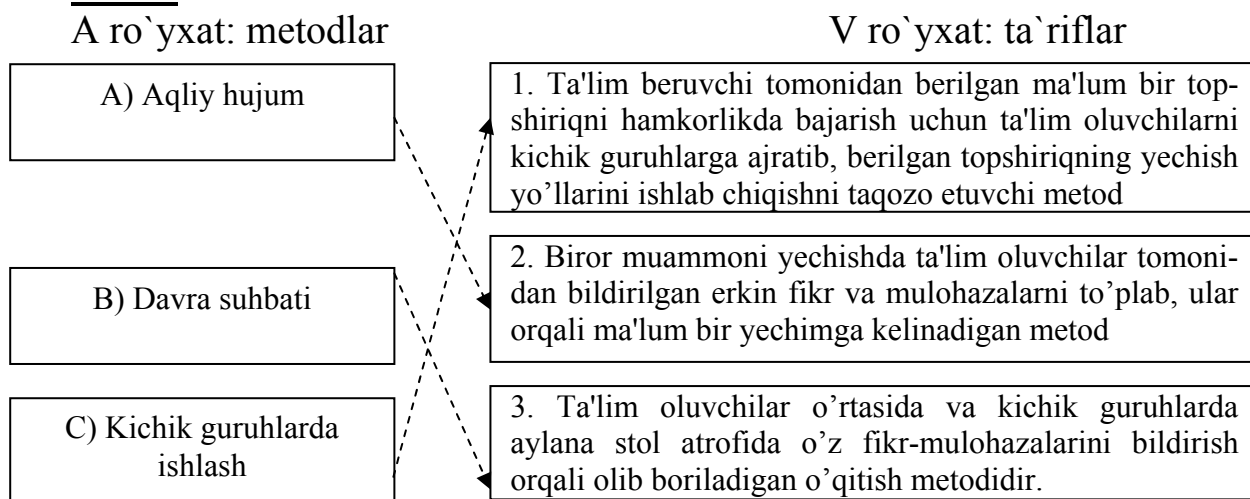 A ro`yxat: metodlar
V ro`yxat: ta`riflar
A) Aqliy hujum
1. Ta'lim beruvchi tomonidan berilgan ma'lum bir top-
shiriqni hamkorlikda bajarish uchun ta'lim oluvchilarni
kichik guruhlarga ajratib, berilgan topshiriqning yechish
yo’llarini ishlab chiqishni taqozo etuvchi metod
B) Davra suhbati
2. Biror muammoni yechishda ta'lim oluvchilar tomoni-
dan bildirilgan erkin fikr va mulohazalarni to’plab, ular
orqali ma'lum bir yechimga kelinadigan metod
C) Kichik guruhlarda
ishlash
3. Ta'lim oluvchilar o’rtasida va kichik guruhlarda
aylana stol atrofida o’z fikr-mulohazalarini bildirish
orqali olib boriladigan o’qitish metodidir.